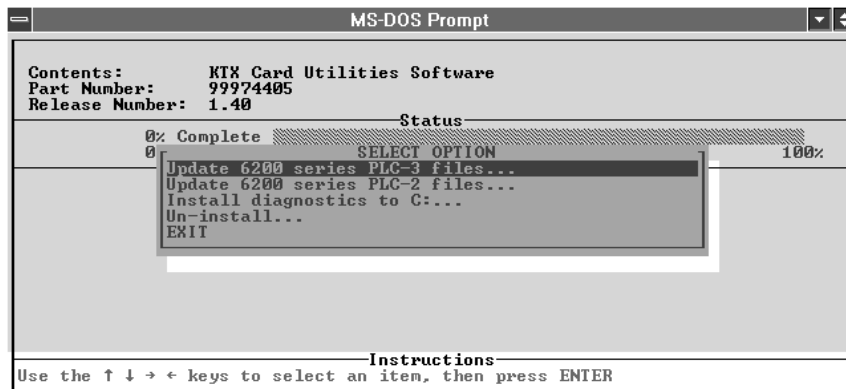 MS-DOS Prompt
Contents: KTX Card Utilities Software
Part Number: 99974405
Release Number: 1.40
Status
0% Complete
0 100%
SELECT OPTION
Update 6200 series PLC-3 files...
Update 6200 series PLC-2 files...
Install diagnostics to C:...
Un-install...
EXIT
Instructions
Use the ↑ ↓ → ← keys to select an item, then press ENTER